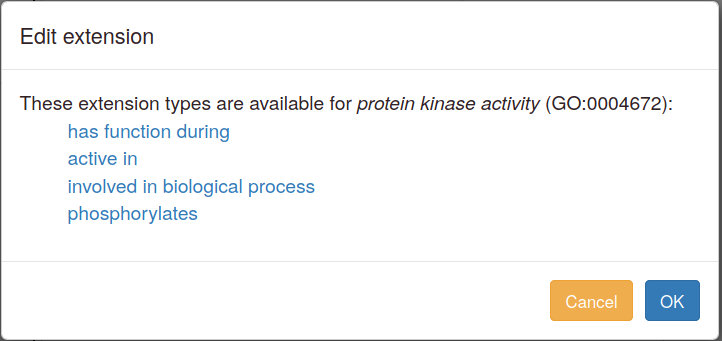 Edit extension
These extension types are available for protein kinase activity (GO:0004672):
has function during
active in
involved in biological process
phosphorylates
Cancel OK